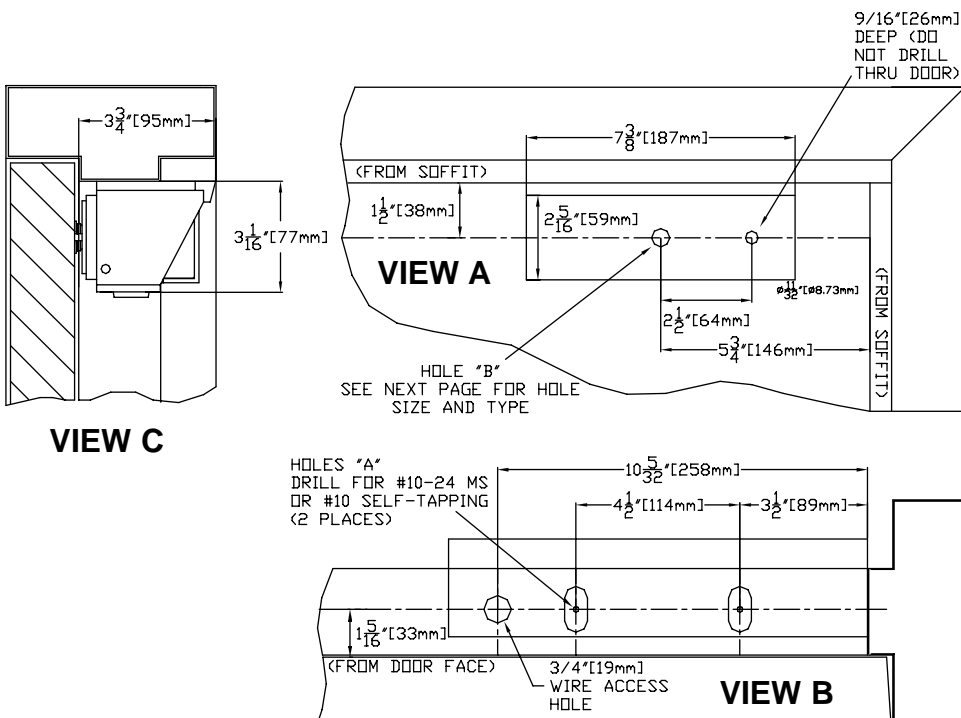 9/16"[26mm]
DEEP (DO
NOT DRILL
THRU DOOR)
3 3/4"[95mm]
7 3/8"[187mm]
(FROM SOFFIT)
1 1/2"[38mm]
2 5/16"[59mm]
3 1/16"[77mm]
VIEW A
ø11/32"[ø8.73mm]
2 1/2"[64mm]
5 3/4"[146mm]
(FROM SOFFIT)
HOLE "B"
SEE NEXT PAGE FOR HOLE
SIZE AND TYPE
VIEW C
HOLES "A"
DRILL FOR #10-24 MS
OR #10 SELF-TAPPING
(2 PLACES)
10 5/32"[258mm]
4 1/2"[114mm]
3 1/2"[89mm]
1 5/16"[33mm]
(FROM DOOR FACE)
3/4"[19mm]
WIRE ACCESS
HOLE
VIEW B